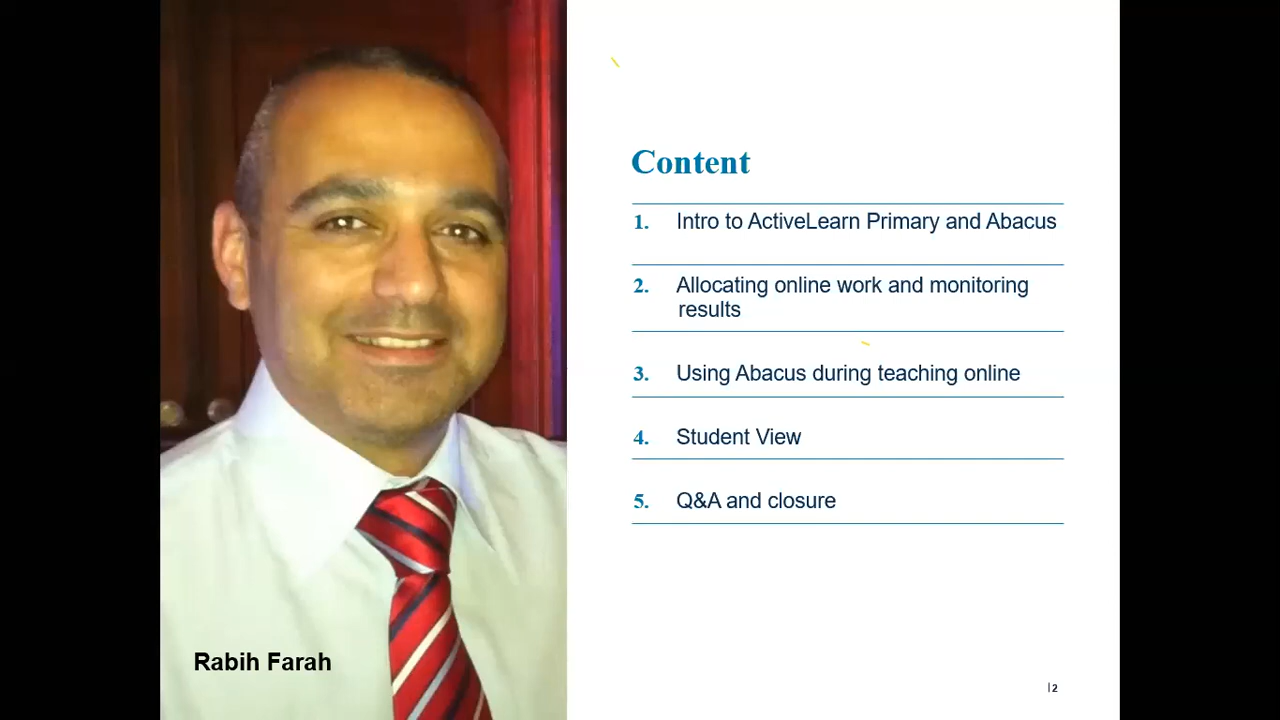 Content
1. Intro to ActiveLearn Primary and Abacus
2. Allocating online work and monitoring
results
3. Using Abacus during teaching online
4. Student View
5. Q&A and closure
Rabih Farah
|2